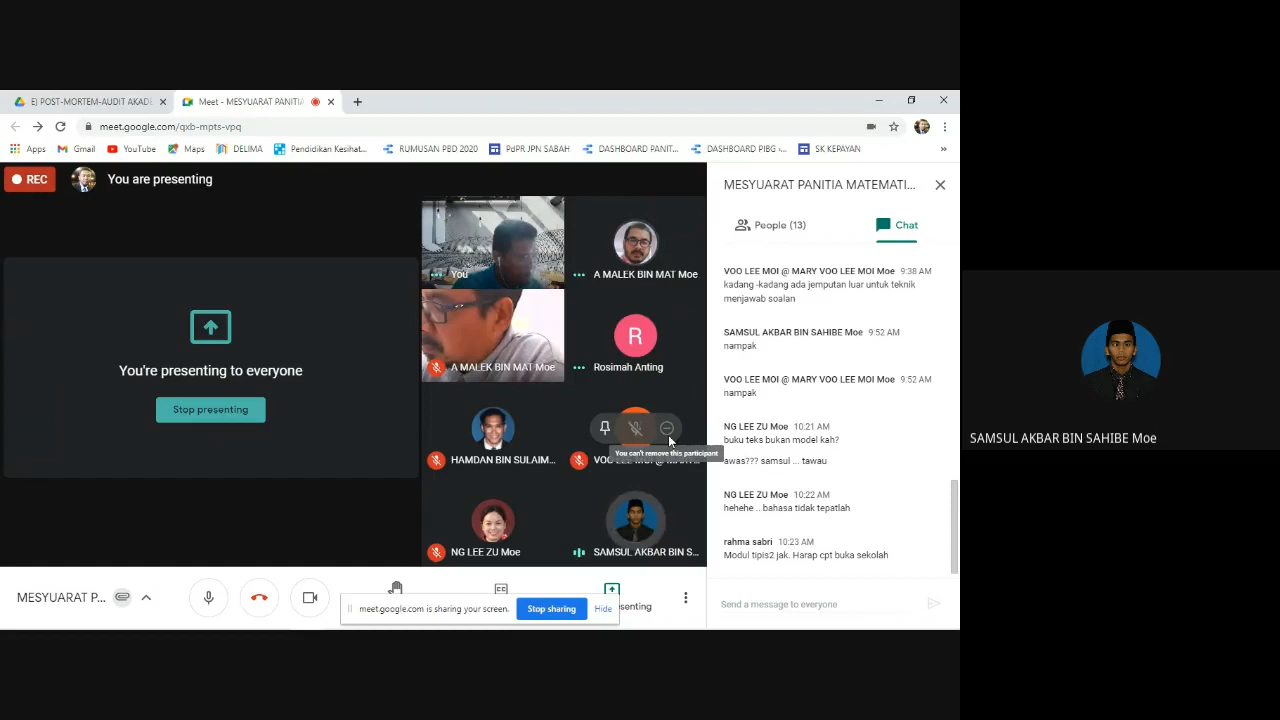 E) POST-MORTEM-AUDIT AKADE
Meet - MESYUARAT PANITIA
meet.google.com/qxb-mpts-vpq
Apps
Gmail
YouTube
Maps
DELIMA
Pendidikan Kesihat...
RUMUSAN PBD 2020
PdPR JPN SABAH
DASHBOARD PANIT...
DASHBOARD PIBG -...
SK KEPAYAN
»
REC
You are presenting
You're presenting to everyone
Stop presenting
You
A MALEK BIN MAT Moe
A MALEK BIN MAT Moe
R
Rosimah Anting
HAMDAN BIN SULAIM...
You can't remove this participant
VOO LEE MOI @ MARY...
NG LEE ZU Moe
SAMSUL AKBAR BIN S...
MESYUARAT PANITIA MATEMATI...
People (13)
Chat
VOO LEE MOI @ MARY VOO LEE MOI Moe 9:38 AM
kadang -kadang ada jemputan luar untuk teknik
menjawab soalan
SAMSUL AKBAR BIN SAHIBE Moe 9:52 AM
nampak
VOO LEE MOI @ MARY VOO LEE MOI Moe 9:52 AM
nampak
NG LEE ZU Moe 10:21 AM
buku teks bukan model kah?
awas??? samsul ... tawau
NG LEE ZU Moe 10:22 AM
hehehe .. bahasa tidak tepatlah
rahma sabri 10:23 AM
Modul tipis2 jak. Harap cpt buka sekolah
Send a message to everyone
MESYUARAT P...
meet.google.com is sharing your screen.
Stop sharing
Hide
SAMSUL AKBAR BIN SAHIBE Moe